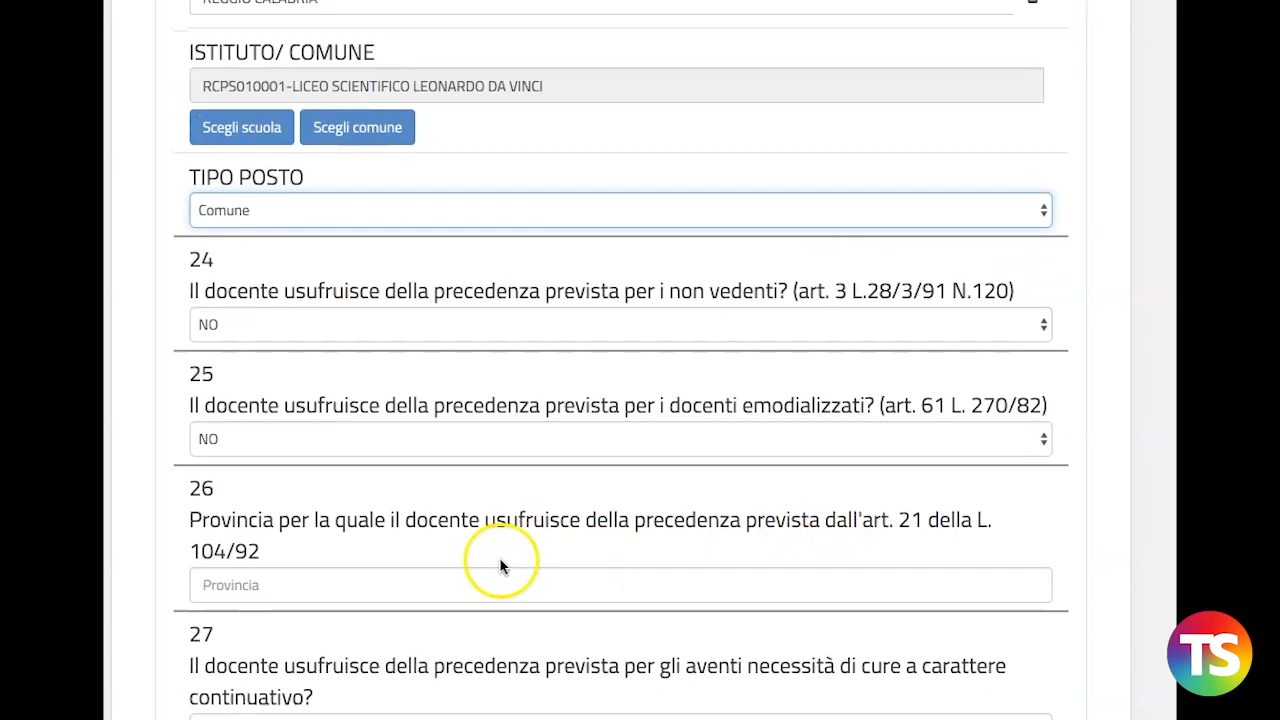 REGGIO CALABRIA
ISTITUTO/ COMUNE
RCPS010001-LICEO SCIENTIFICO LEONARDO DA VINCI
Scegli scuola Scegli comune
TIPO POSTO
Comune
24
Il docente usufruisce della precedenza prevista per i non vedenti? (art. 3 L.28/3/91 N.120)
NO
25
Il docente usufruisce della precedenza prevista per i docenti emodializzati? (art. 61 L. 270/82)
NO
26
Provincia per la quale il docente usufruisce della precedenza prevista dall'art. 21 della L.
104/92
Provincia
27
Il docente usufruisce della precedenza prevista per gli aventi necessità di cure a carattere
continuativo?
TS